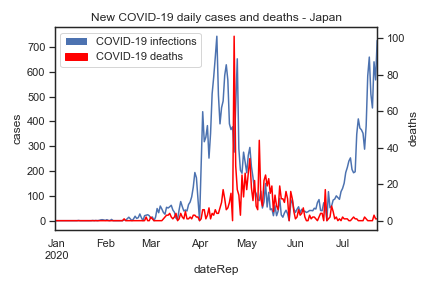 New COVID-19 daily cases and deaths - Japan
COVID-19 infections
COVID-19 deaths
cases
700
600
500
400
300
200
100
0
deaths
100
80
60
40
20
0
Jan Feb Mar Apr May Jun Jul
2020
dateRep